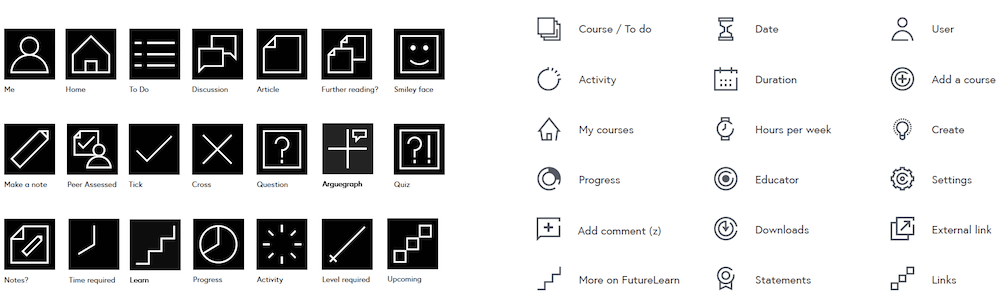 Me
Home
To Do
Discussion
Article
Further reading?
Smiley face
Make a note
Peer Assessed
Tick
Cross
Question
Arguegraph
Quiz
Notes?
Time required
Learn
Progress
Activity
Level required
Upcoming
Course / To do
Date
User
Activity
Duration
Add a course
My courses
Hours per week
Create
Progress
Educator
Settings
Add comment (z)
Downloads
External link
More on FutureLearn
Statements
Links